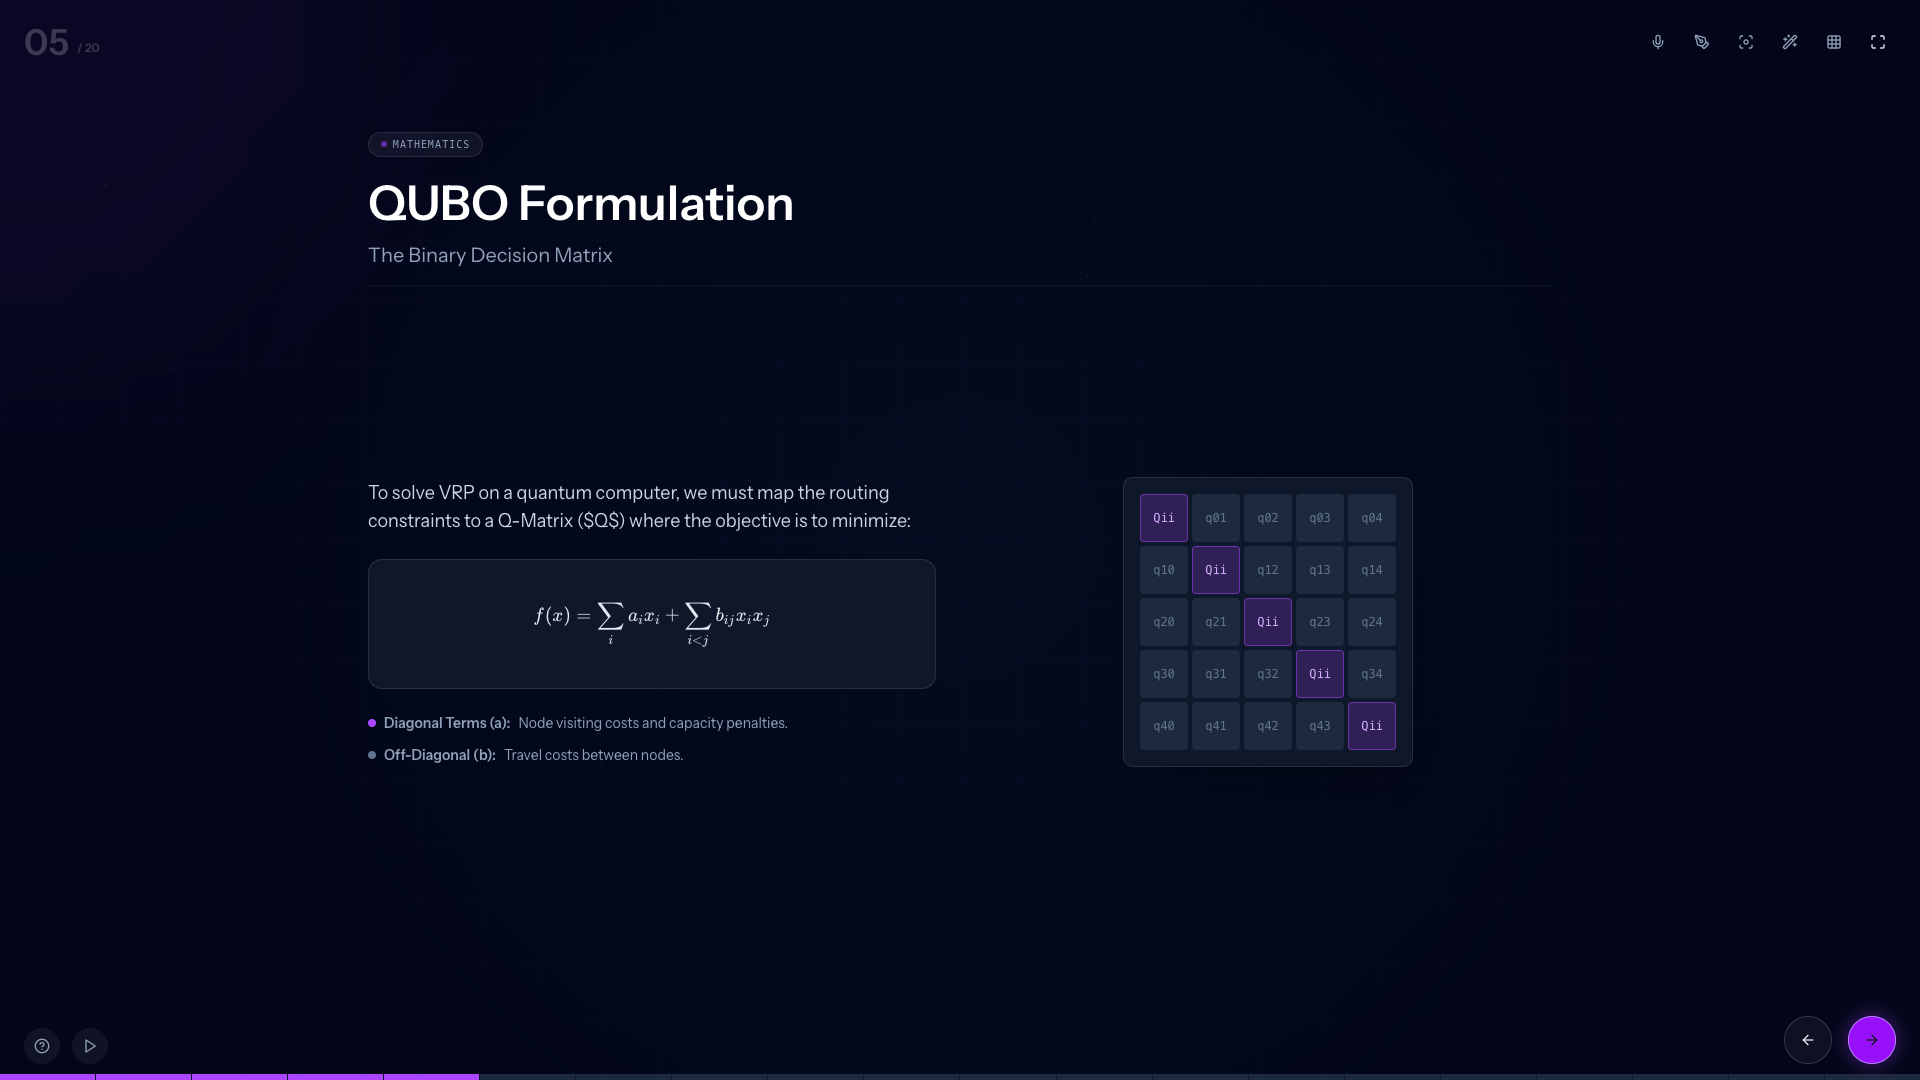 05 / 20
MATHEMATICS
QUBO Formulation
The Binary Decision Matrix
To solve VRP on a quantum computer, we must map the routing
constraints to a Q-Matrix ($Q$) where the objective is to minimize:
f(x) = ∑_i a_i x_i + ∑_{i<j} b_{ij} x_i x_j
Diagonal Terms (a): Node visiting costs and capacity penalties.
Off-Diagonal (b): Travel costs between nodes.
Qii q01 q02 q03 q04
q10 Qii q12 q13 q14
q20 q21 Qii q23 q24
q30 q31 q32 Qii q34
q40 q41 q42 q43 Qii